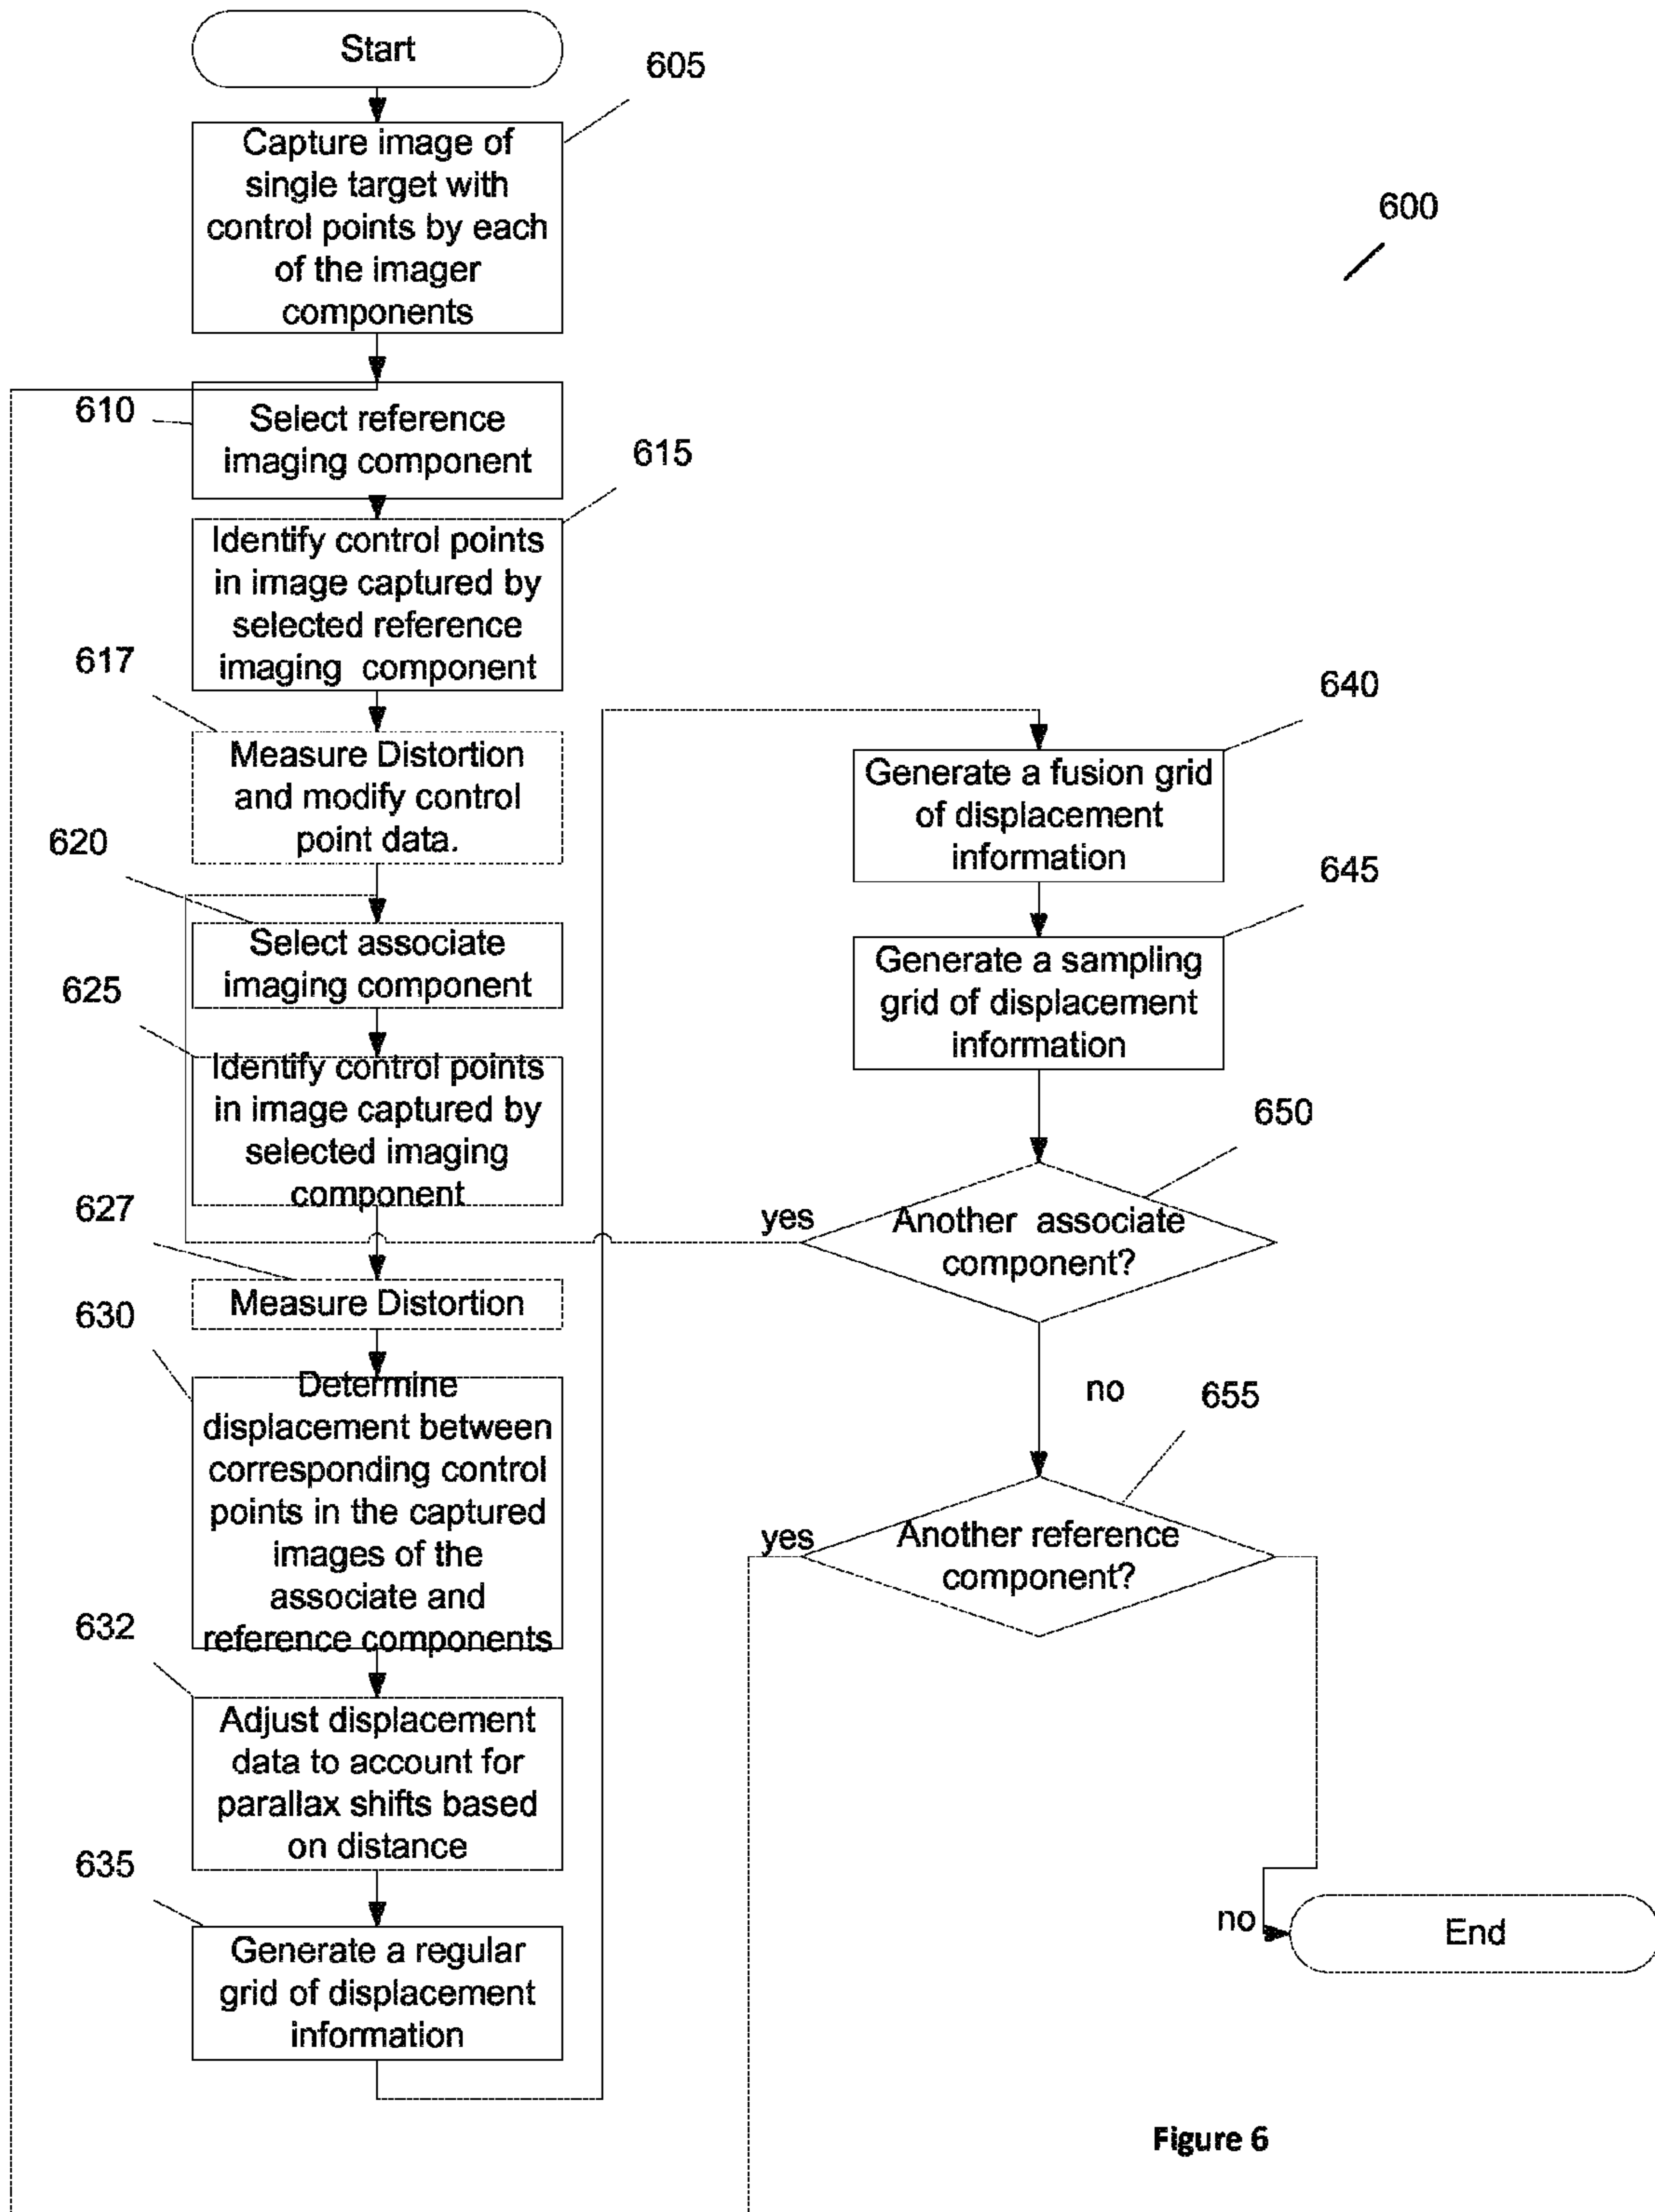 Start
605
Capture image of
single target with
control points by each
of the imager
components
600
610
Select reference
imaging component
615
Identify control points
in image captured by
selected reference
imaging component
617
Measure Distortion
and modify control
point data.
620
Select associate
imaging component
625
Identify control points
in image captured by
selected imaging
component
627
Measure Distortion
630
Determine
displacement between
corresponding control
points in the captured
images of the
associate and
reference components
632
Adjust displacement
data to account for
parallax shifts based
on distance
635
Generate a regular
grid of displacement
information
640
Generate a fusion grid
of displacement
information
645
Generate a sampling
grid of displacement
information
650
yes
Another associate
component?
no
655
yes
Another reference
component?
no
End
Figure 6